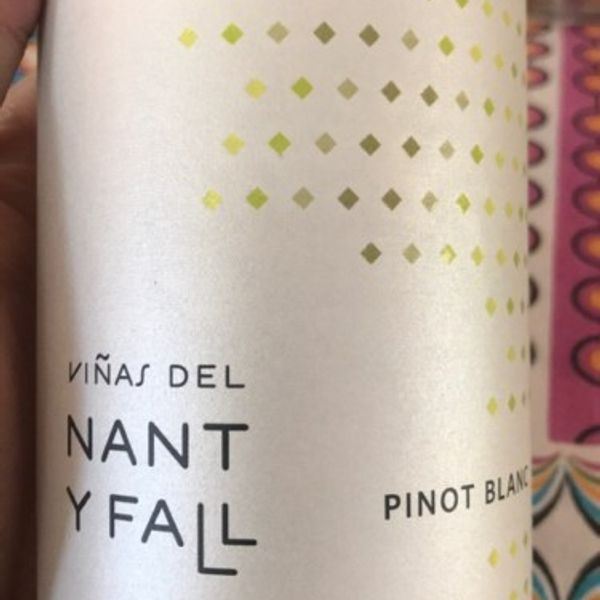 VIÑAS DEL
NANT
Y FALL
PINOT BLANC